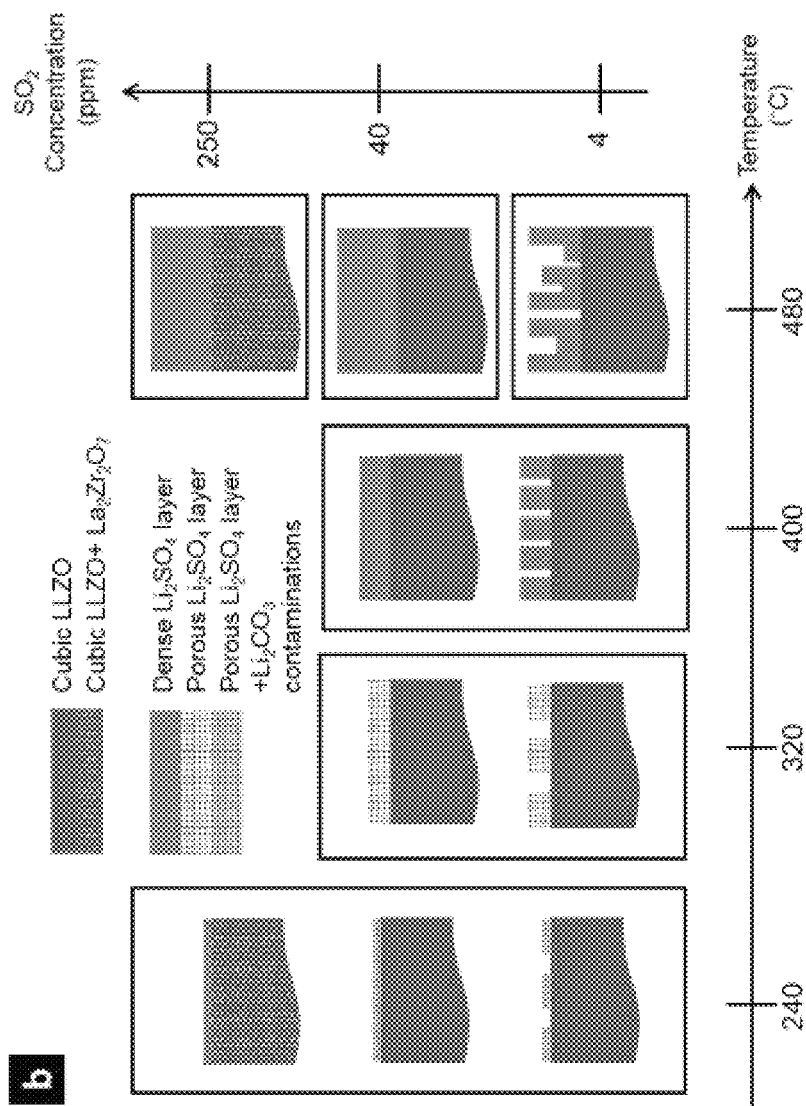 b
Cubic LLZO
Cubic LLZO+ La₂Zr₂O₇
Dense Li₂SO₄ layer
Porous Li₂SO₄ layer
Porous Li₂SO₄ layer
+Li₂CO₃
contaminations
SO₂
Concentration
(ppm)
250
40
4
240
320
400
480
Temperature
(°C)